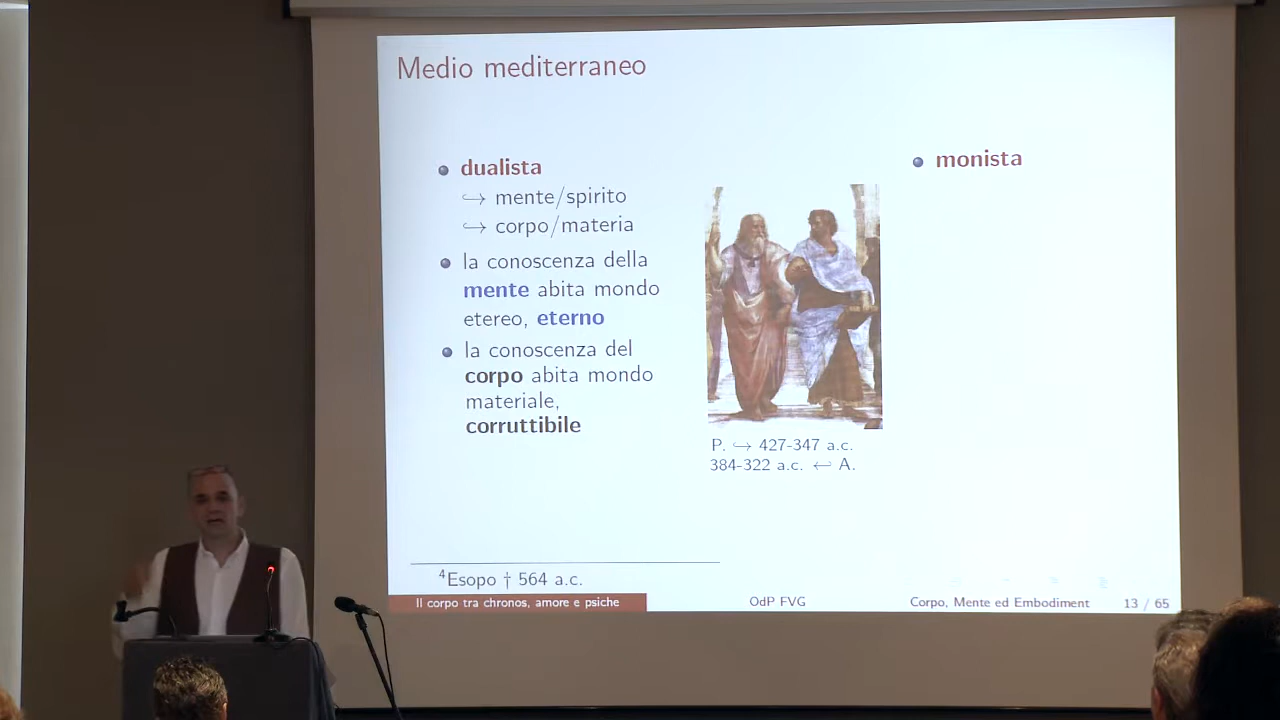 Medio mediterraneo
dualista
↪ mente/spirito
↪ corpo/materia
la conoscenza della
mente abita mondo
etereo, eterno
la conoscenza del
corpo abita mondo
materiale,
corruttibile
P. ↪ 427-347 a.c.
384-322 a.c. ↩ A.
monista
⁴Esopo † 564 a.c.
Il corpo tra chronos, amore e psiche
OdP FVG
Corpo, Mente ed Embodiment 13 / 65